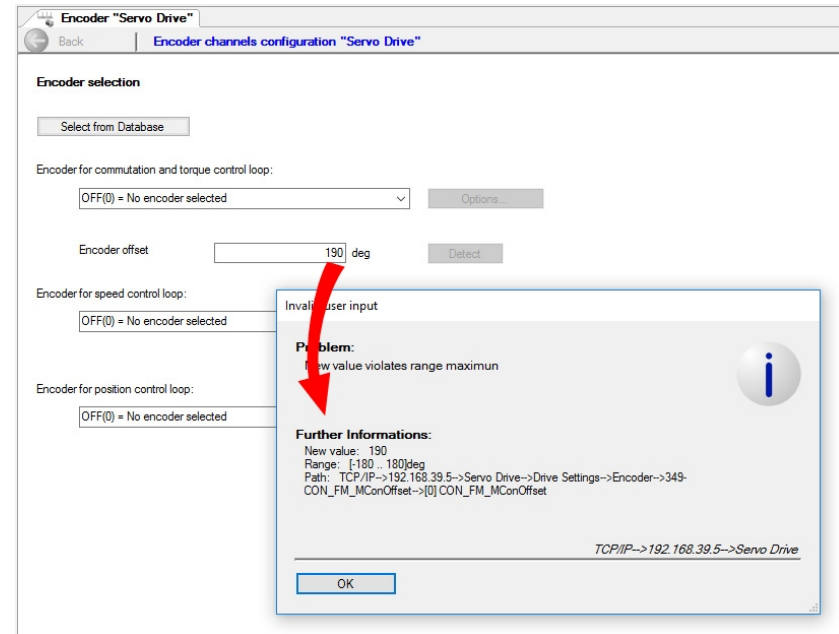 Encoder "Servo Drive"
Back
Encoder channels configuration "Servo Drive"
Encoder selection
Select from Database
Encoder for commutation and torque control loop:
OFF(0) = No encoder selected
Options...
Encoder offset
190 deg
Detect
Encoder for speed control loop:
OFF(0) = No encoder selected
Encoder for position control loop:
OFF(0) = No encoder selected
Invalid user input
Problem:
New value violates range maximun
Further Informations:
New value: 190
Range: [-180 .. 180]deg
Path: TCP/IP-->192.168.39.5-->Servo Drive-->Drive Settings-->Encoder-->349-
CON_FM_MConOffset-->[0] CON_FM_MConOffset
TCP/IP-->192.168.39.5-->Servo Drive
OK